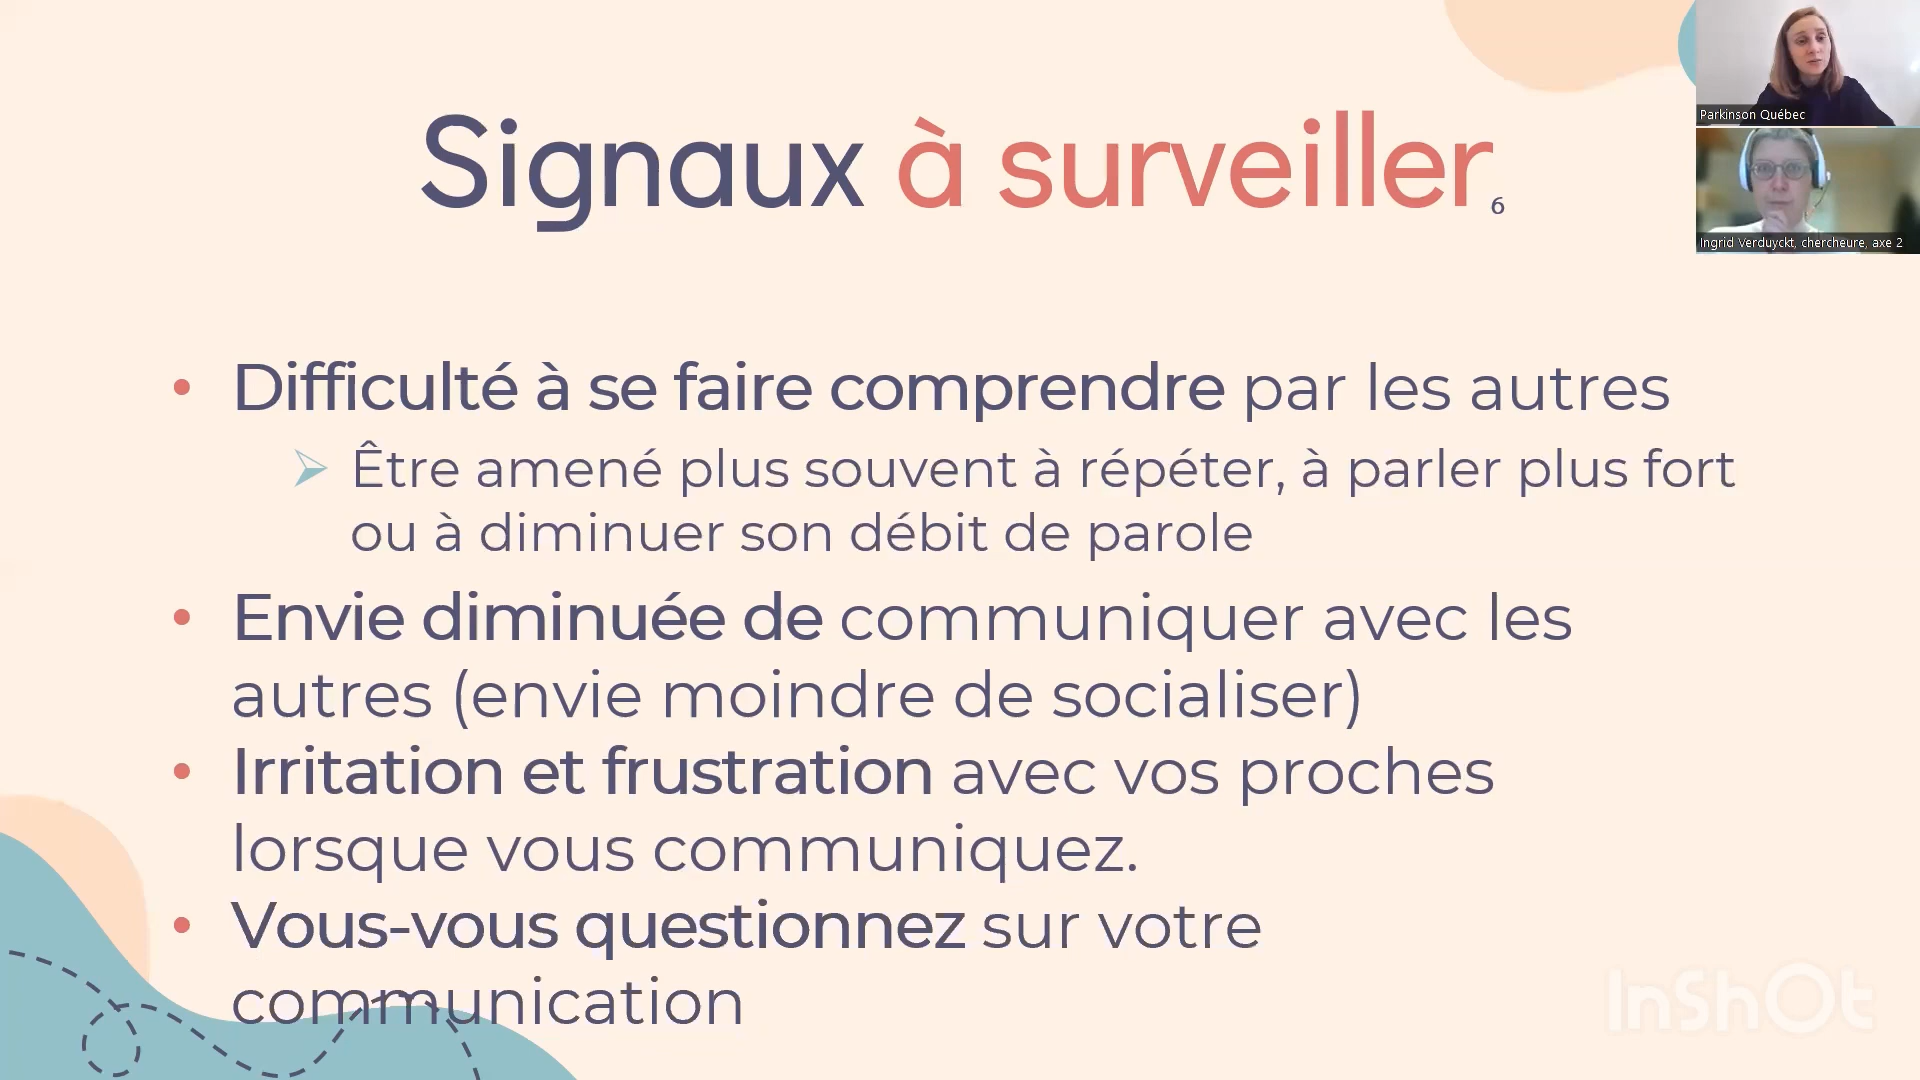 Signaux à surveiller
6
Parkinson Québec
Ingrid Verduyckt, chercheure, axe 2
• Difficulté à se faire comprendre par les autres
➢ Être amené plus souvent à répéter, à parler plus fort
ou à diminuer son débit de parole
• Envie diminuée de communiquer avec les
autres (envie moindre de socialiser)
• Irritation et frustration avec vos proches
lorsque vous communiquez.
• Vous-vous questionnez sur votre
communication
InShOt